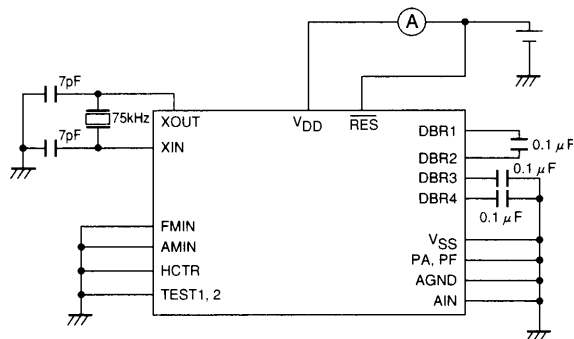 A
7pF
75kHz
7pF
XOUT
XIN
VDD
RES
DBR1
DBR2
DBR3
DBR4
0.1 μF
0.1 μF
0.1 μF
FMIN
AMIN
HCTR
TEST1, 2
VSS
PA, PF
AGND
AIN